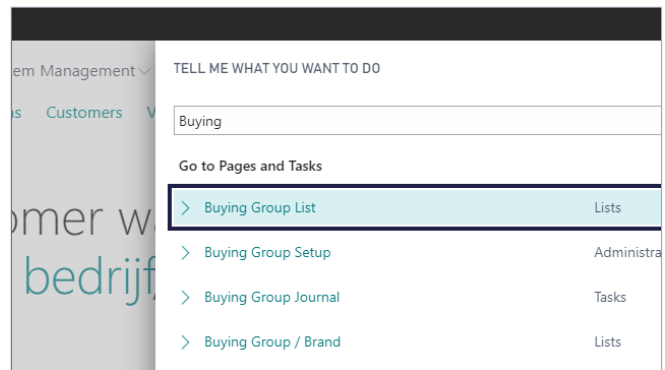 em Management
TELL ME WHAT YOU WANT TO DO
Customers
Buying
Go to Pages and Tasks
Buying Group List Lists
Buying Group Setup Administra
Buying Group Journal Tasks
Buying Group / Brand Lists
omer w
bedrijf